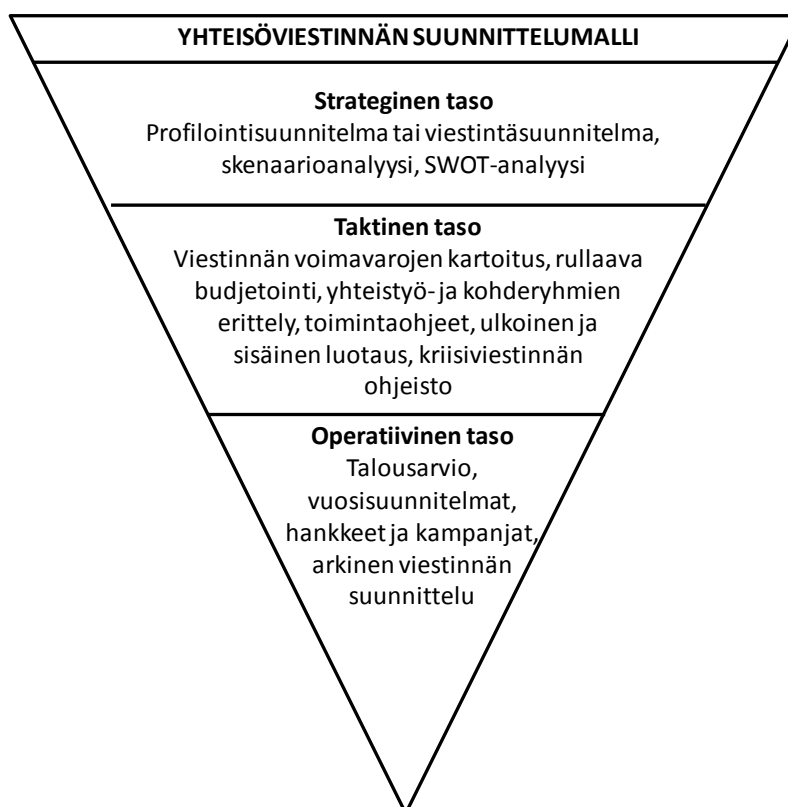 YHTEISÖVIESTINNÄN SUUNNITTELUMALLI
Strateginen taso
Profilointisuunnitelma tai viestintäsuunnitelma,
skenaarioanalyysi, SWOT-analyysi
Taktinen taso
Viestinnän voimavarojen kartoitus, rullaava
budjetointi, yhteistyö- ja kohderyhmien
erittely, toimintaohjeet, ulkoinen ja
sisäinen luotaus, kriisiviestinnän
ohjeisto
Operatiivinen taso
Talousarvio,
vuosisuunnitelmat,
hankkeet ja kampanjat,
arkinen viestinnän
suunnittelu